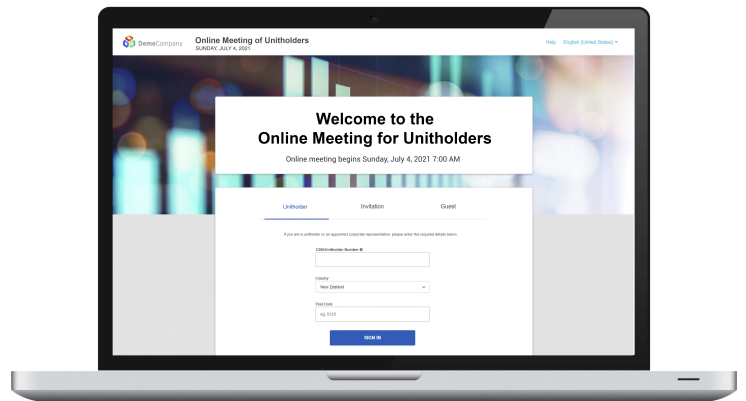 DemoCompany
Online Meeting of Unitholders
SUNDAY, JULY 4, 2021
Help English (United States)
Welcome to the
Online Meeting for Unitholders
Online meeting begins Sunday, July 4, 2021 7:00 AM
Unitholder Invitation Guest
If you are a unitholder or an appointed corporate representative, please enter the required details below.
CSN/Unitholder Number
Country
New Zealand
Post Code
eg. 0123
SIGN IN